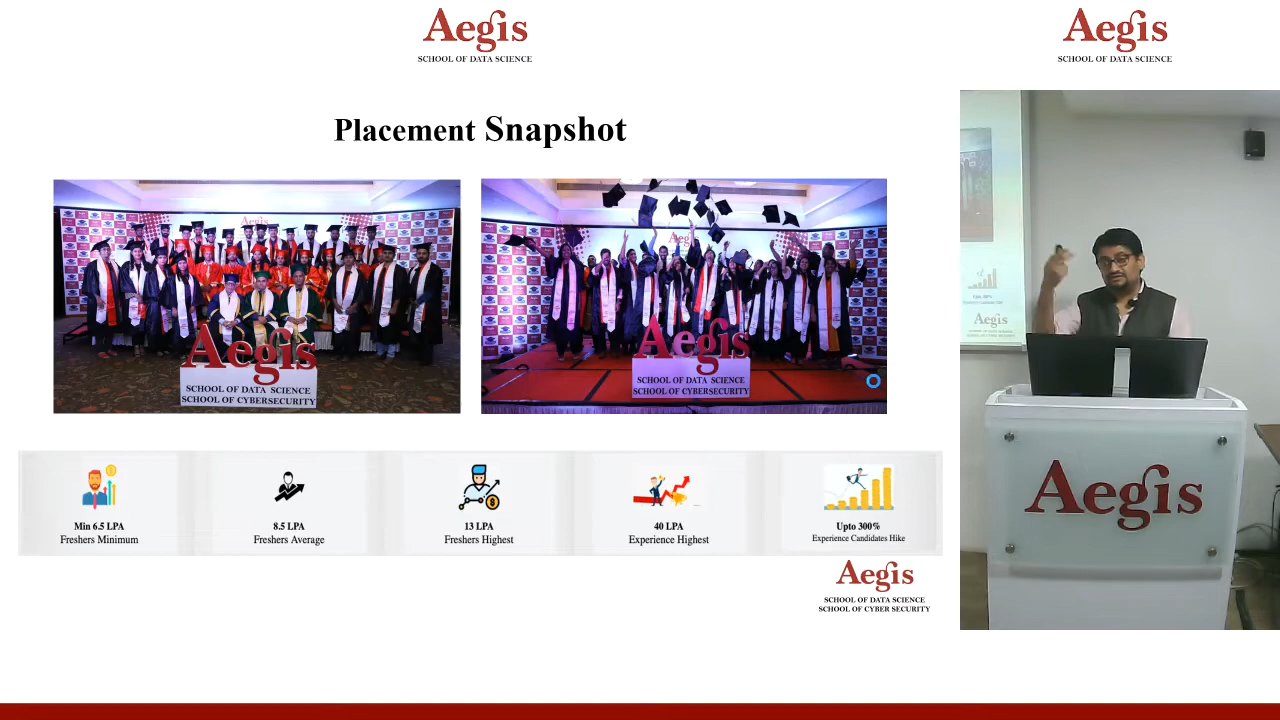 Aegis
SCHOOL OF DATA SCIENCE
Aegis
SCHOOL OF DATA SCIENCE
Placement Snapshot
Aegis
Aegis
SCHOOL OF DATA SCIENCE
SCHOOL OF CYBERSECURITY
Aegis
SCHOOL OF DATA SCIENCE
SCHOOL OF CYBERSECURITY
Min 6.5 LPA
Freshers Minimum
8.5 LPA
Freshers Average
13 LPA
Freshers Highest
40 LPA
Experience Highest
Upto 300%
Experience Candidates Hike
Aegis
SCHOOL OF DATA SCIENCE
SCHOOL OF CYBER SECURITY
Aegis
Aegis